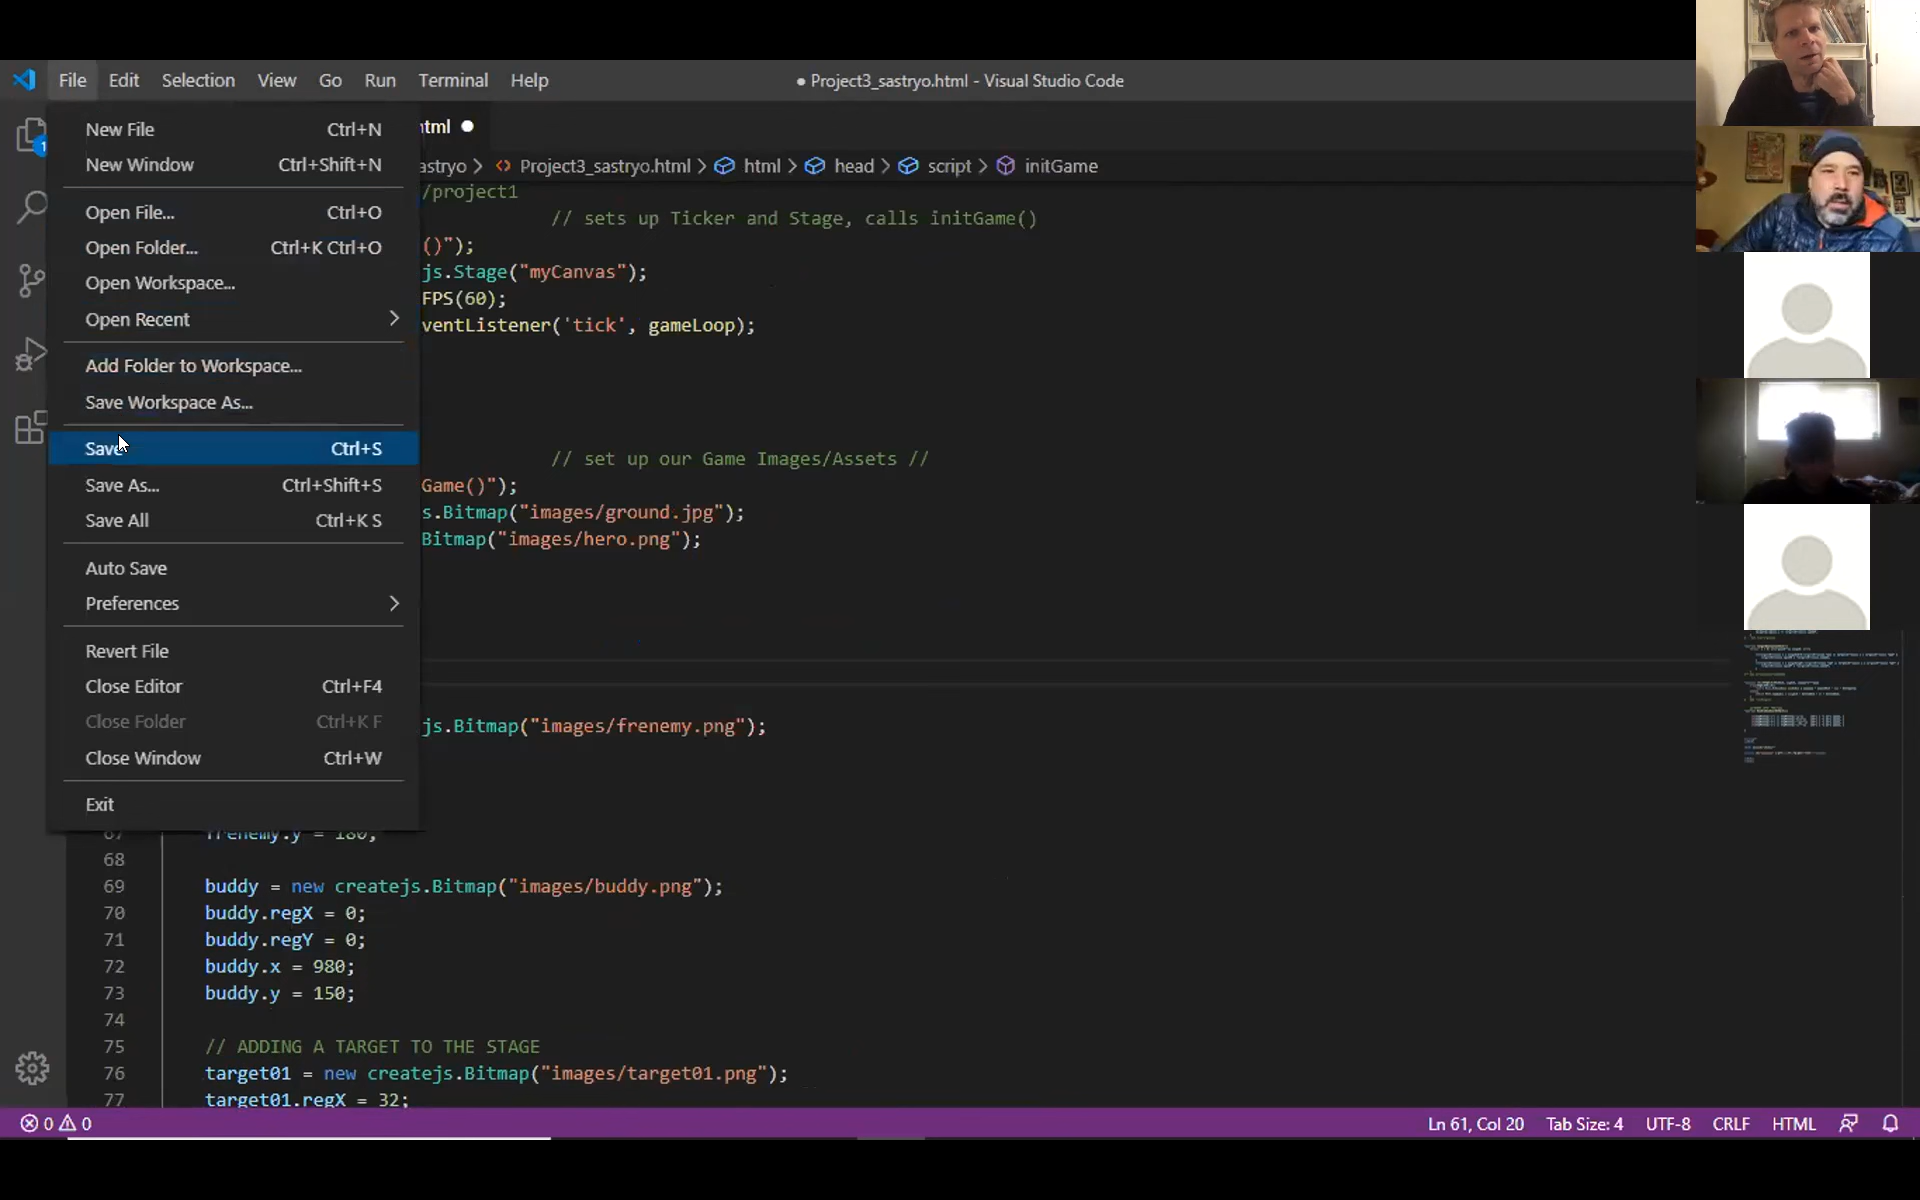 File Edit Selection View Go Run Terminal Help
● Project3_sastryo.html - Visual Studio Code
New File Ctrl+N
New Window Ctrl+Shift+N
Open File... Ctrl+O
Open Folder... Ctrl+K Ctrl+O
Open Workspace...
Open Recent
Add Folder to Workspace...
Save Workspace As...
Save Ctrl+S
Save As... Ctrl+Shift+S
Save All Ctrl+K S
Auto Save
Preferences
Revert File
Close Editor Ctrl+F4
Close Folder Ctrl+K F
Close Window Ctrl+W
Exit
html ●
astryo > <> Project3_sastryo.html > html > head > script > initGame
/project1
// sets up Ticker and Stage, calls initGame()
()");
js.Stage("myCanvas");
FPS(60);
ventListener('tick', gameLoop);
// set up our Game Images/Assets //
Game()");
s.Bitmap("images/ground.jpg");
Bitmap("images/hero.png");
js.Bitmap("images/frenemy.png");
67 frenemy.y = 180;
68
69 buddy = new createjs.Bitmap("images/buddy.png");
70 buddy.regX = 0;
71 buddy.regY = 0;
72 buddy.x = 980;
73 buddy.y = 150;
74
75 // ADDING A TARGET TO THE STAGE
76 target01 = new createjs.Bitmap("images/target01.png");
77 target01.regX = 32;
1
0 0
Ln 61, Col 20 Tab Size: 4 UTF-8 CRLF HTML